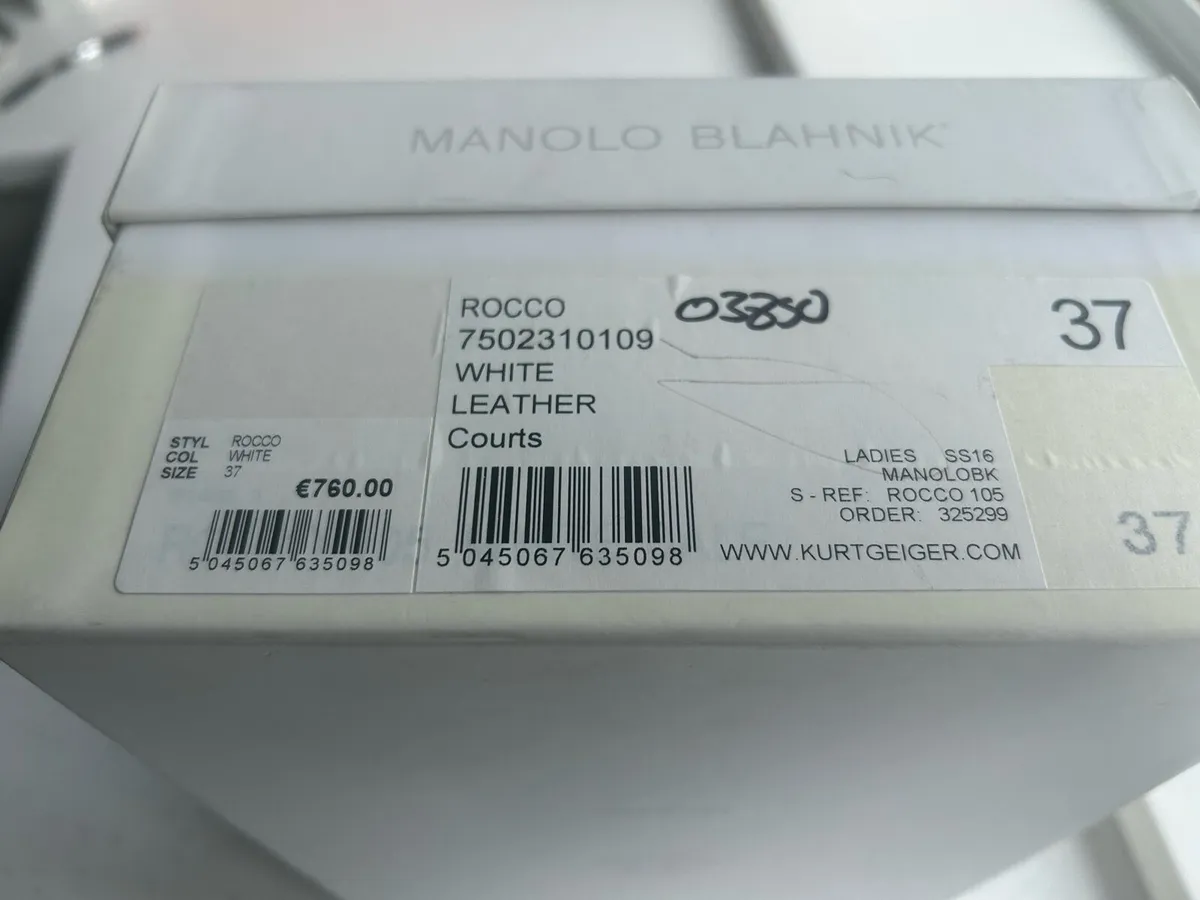 MANOLO BLAHNIK
ROCCO
7502310109
WHITE
LEATHER
Courts
03850
37
STYL ROCCO
COL WHITE
SIZE 37
€760.00
5 045067 635098
5 045067 635098
LADIES SS16
MANOLOBK
S - REF: ROCCO 105
ORDER: 325299
WWW.KURTGEIGER.COM
37